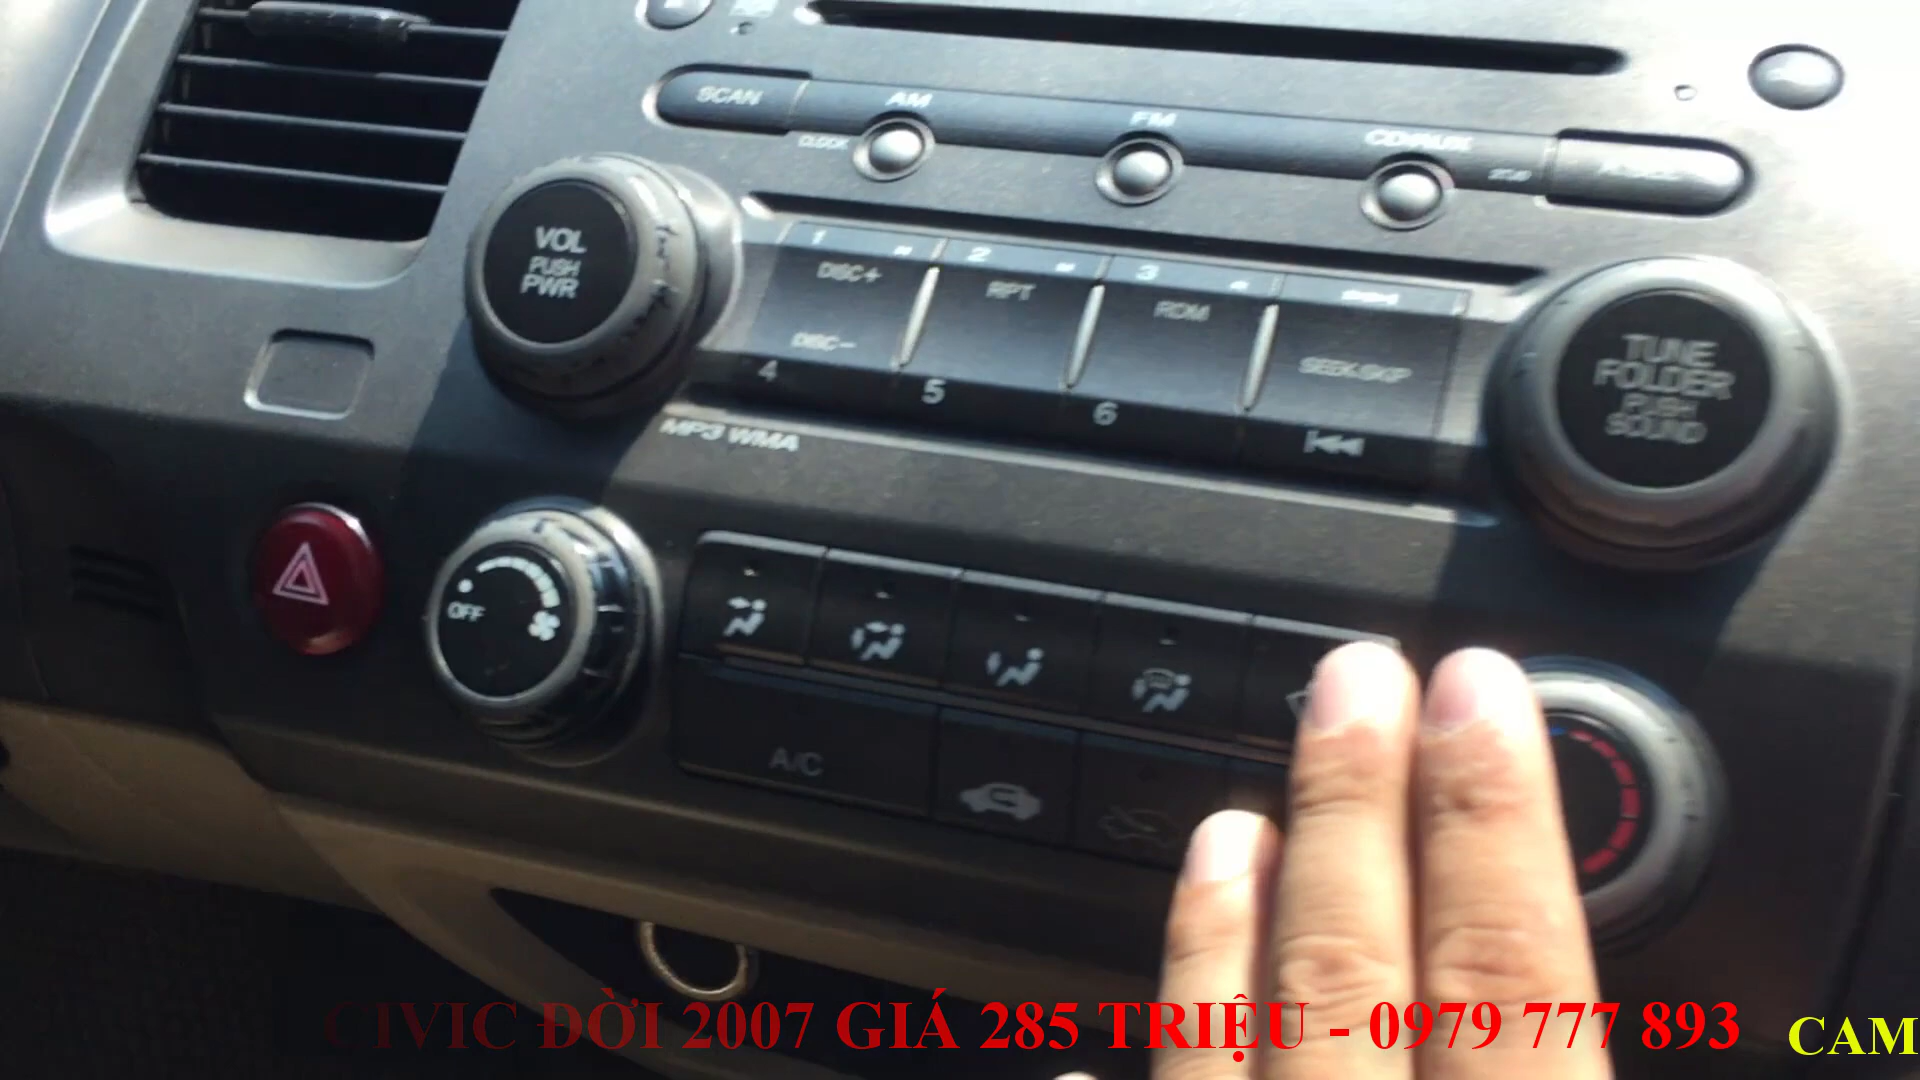 SCAN
AM
CLOCK
FM
CD/AUX
VOL
PUSH
PWR
1
2
3
DISC+
RPT
RDM
DISC-
SEEK/SKIP
4
5
6
TUNE
FOLDER
PUSH
SOUND
MP3 WMA
OFF
A/C
CIVIC ĐỜI 2007 GIÁ 285 TRIỆU - 0979 777 893
CAM